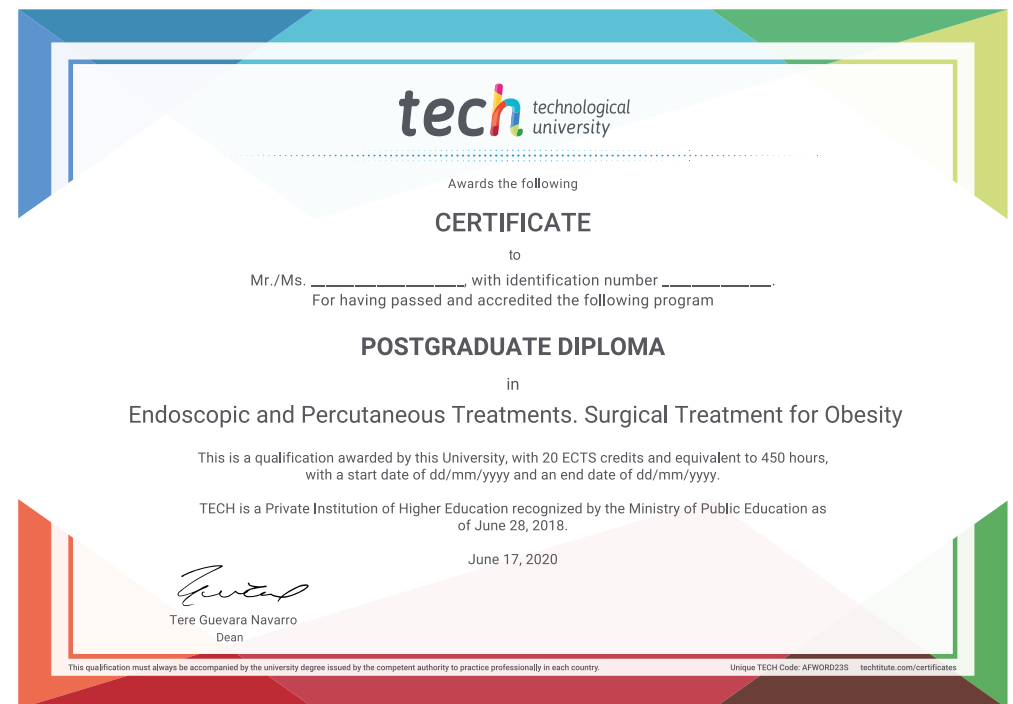 tech technological
university
Awards the following
CERTIFICATE
to
Mr./Ms. ____________________, with identification number ______________.
For having passed and accredited the following program
POSTGRADUATE DIPLOMA
in
Endoscopic and Percutaneous Treatments. Surgical Treatment for Obesity
This is a qualification awarded by this University, with 20 ECTS credits and equivalent to 450 hours,
with a start date of dd/mm/yyyy and an end date of dd/mm/yyyy.
TECH is a Private Institution of Higher Education recognized by the Ministry of Public Education as
of June 28, 2018.
June 17, 2020
Tere Guevara Navarro
Dean
This qualification must always be accompanied by the university degree issued by the competent authority to practice professionally in each country.
Unique TECH Code: AFWORD23S techtitute.com/certificates